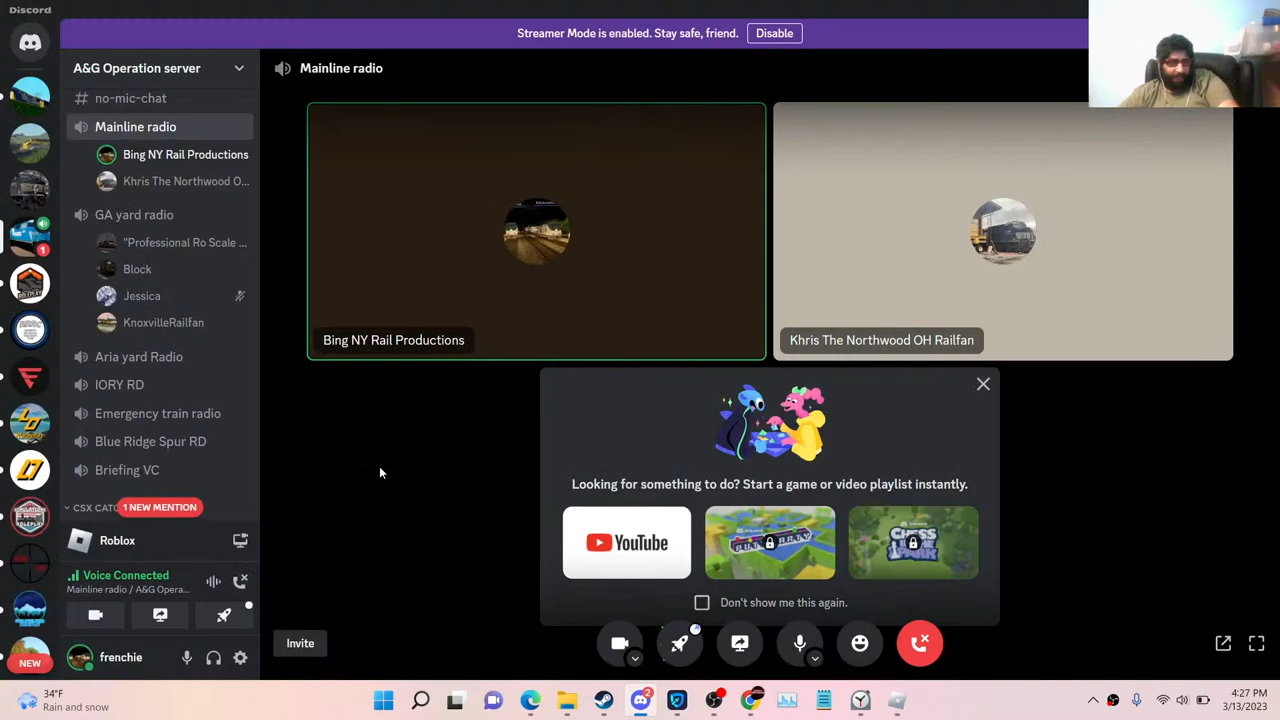 Discord
Streamer Mode is enabled. Stay safe, friend.
Disable
A&G Operation server
Mainline radio
no-mic-chat
Mainline radio
Bing NY Rail Productions
Khris The Northwood O...
GA yard radio
"Professional Ro Scale ...
Block
Jessica
KnoxvilleRailfan
Aria yard Radio
IORY RD
Emergency train radio
Blue Ridge Spur RD
Briefing VC
CSX CATO
1 NEW MENTION
Roblox
Voice Connected
Mainline radio / A&G Opera...
frenchie
NEW
1
Bing NY Rail Productions
Khris The Northwood OH Railfan
Looking for something to do? Start a game or video playlist instantly.
YouTube
CHESS
Don't show me this again.
Invite
34°F
Rain and snow
2
4:27 PM
3/13/2023